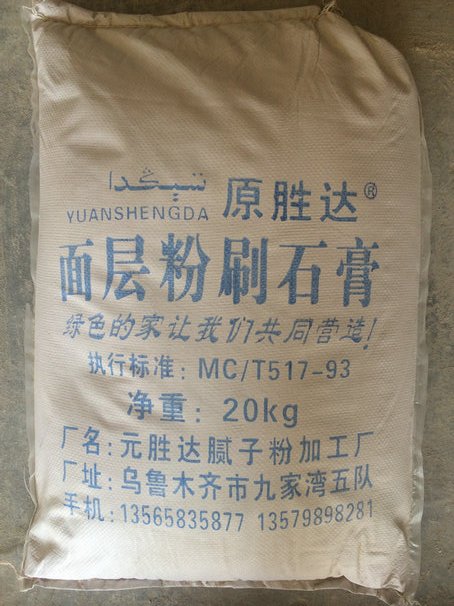 YUANSHENGDA 原胜达®
面层粉刷石膏
绿色的家让我们共同营造!
执行标准: MC/T517-93
净重: 20kg
厂名: 元胜达腻子粉加工厂
厂址: 乌鲁木齐市九家湾五队
手机: 13565835877 13579898281